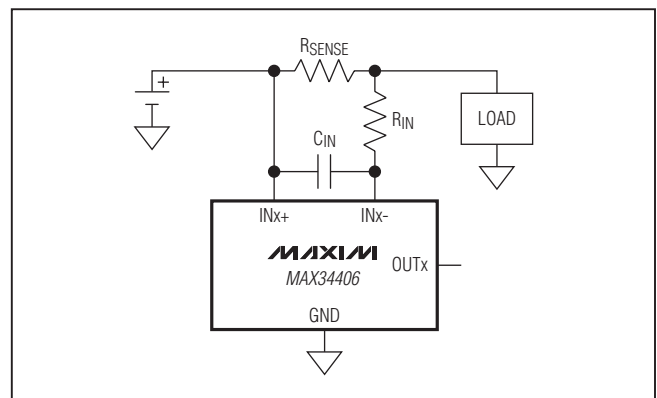 RSENSE
+
RIN
LOAD
CIN
INx+ INx-
MAXIM
OUTx
MAX34406
GND